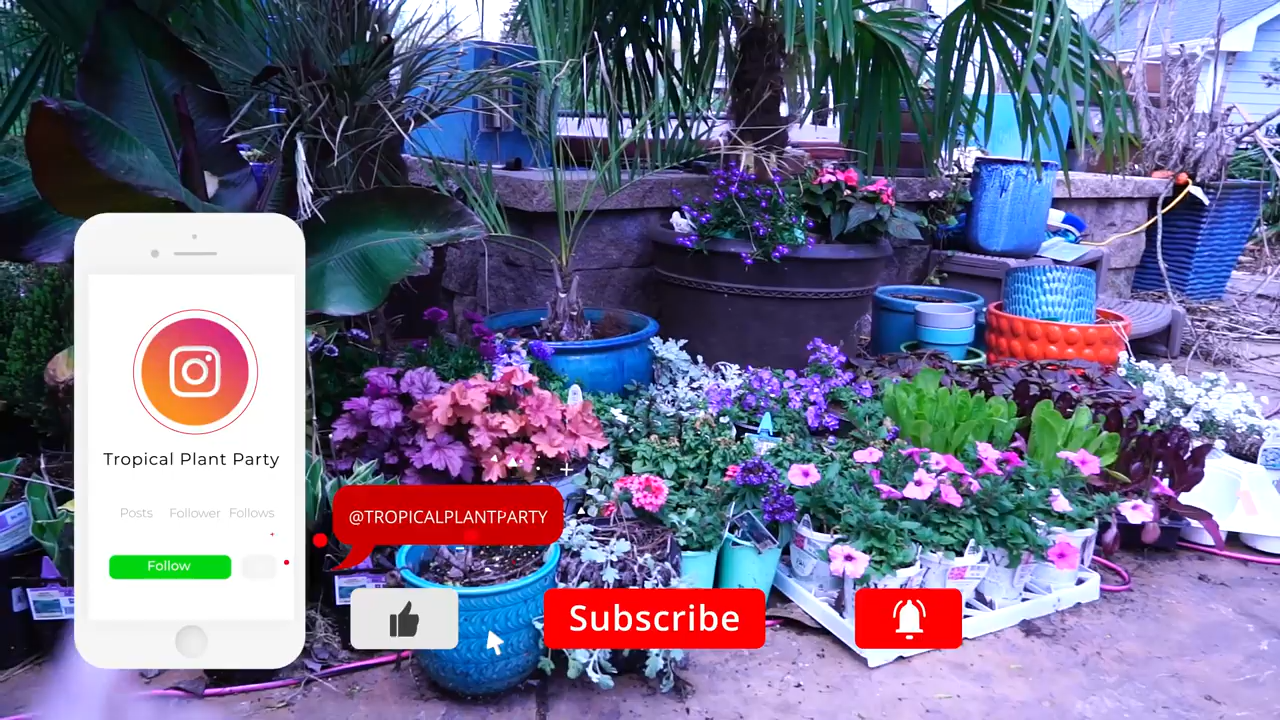 Tropical Plant Party
Posts Follower Follows
Follow
@TROPICALPLANTPARTY
Subscribe